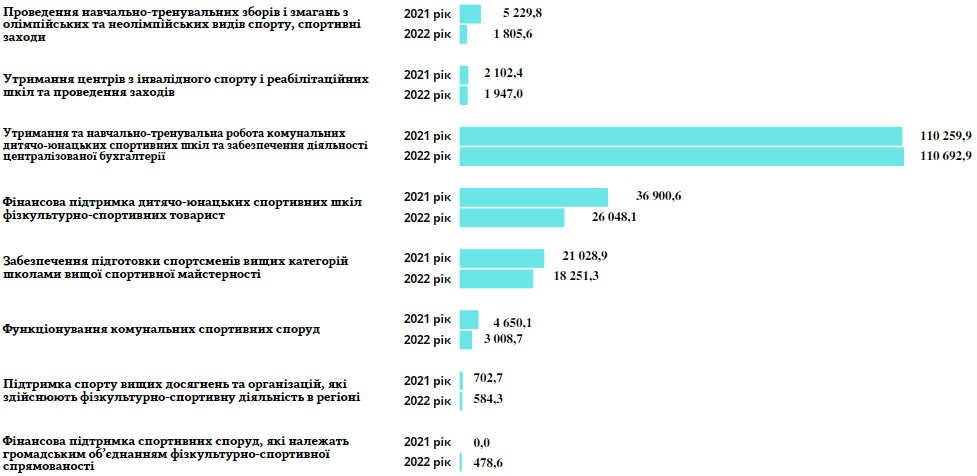 Проведення навчально-тренувальних зборів і змагань з
олімпійських та неолімпійських видів спорту, спортивні
заходи
2021 рік 5 229,8
2022 рік 1 805,6
Утримання центрів з інвалідного спорту і реабілітаційних
шкіл та проведення заходів
2021 рік 2 102,4
2022 рік 1 947,0
Утримання та навчально-тренувальна робота комунальних
дитячо-юнацьких спортивних шкіл та забезпечення діяльності
централізованої бухгалтерії
2021 рік 110 259,9
2022 рік 110 692,9
Фінансова підтримка дитячо-юнацьких спортивних шкіл
фізкультурно-спортивних товарист
2021 рік 36 900,6
2022 рік 26 048,1
Забезпечення підготовки спортсменів вищих категорій
школами вищої спортивної майстерності
2021 рік 21 028,9
2022 рік 18 251,3
Функціонування комунальних спортивних споруд
2021 рік 4 650,1
2022 рік 3 008,7
Підтримка спорту вищих досягнень та організацій, які
здійснюють фізкультурно-спортивну діяльність в регіоні
2021 рік 702,7
2022 рік 584,3
Фінансова підтримка спортивних споруд, які належать
громадським об’єднанням фізкультурно-спортивної
спрямованості
2021 рік 0,0
2022 рік 478,6